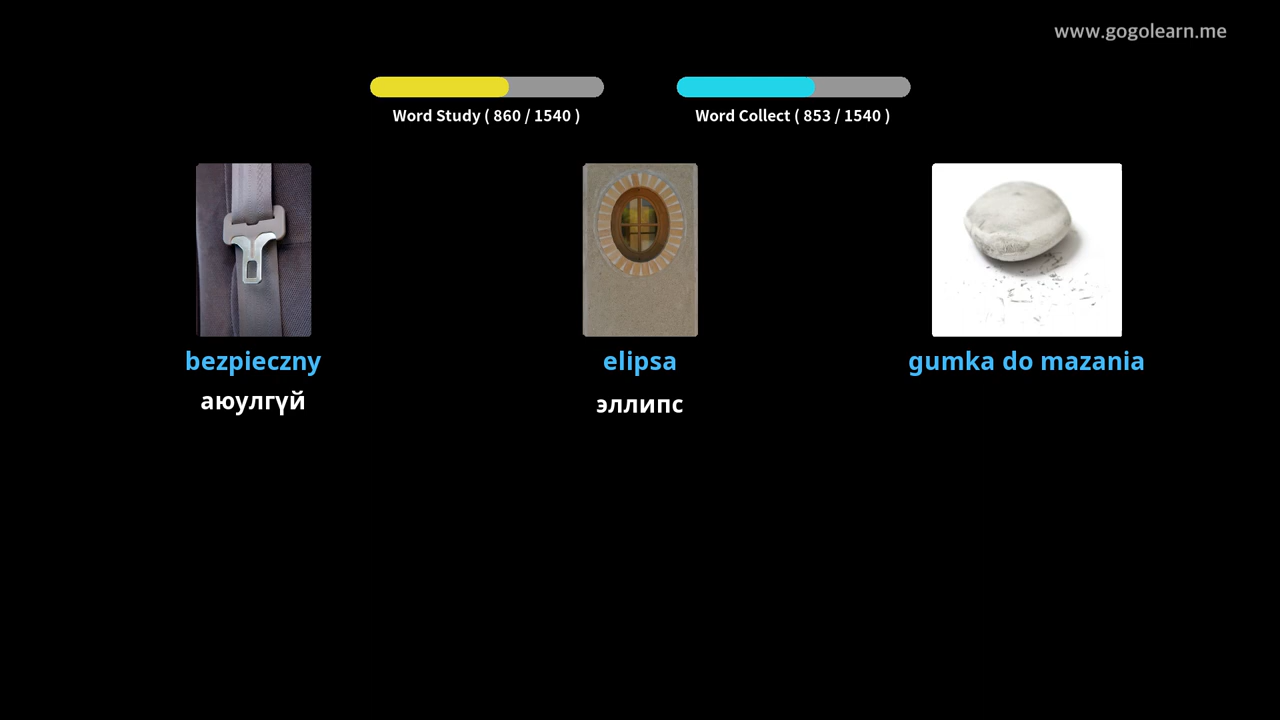 www.gogolearn.me
Word Study ( 860 / 1540 )
Word Collect ( 853 / 1540 )
bezpieczny
elipsa
gumka do mazania
аюулгүй
эллипс